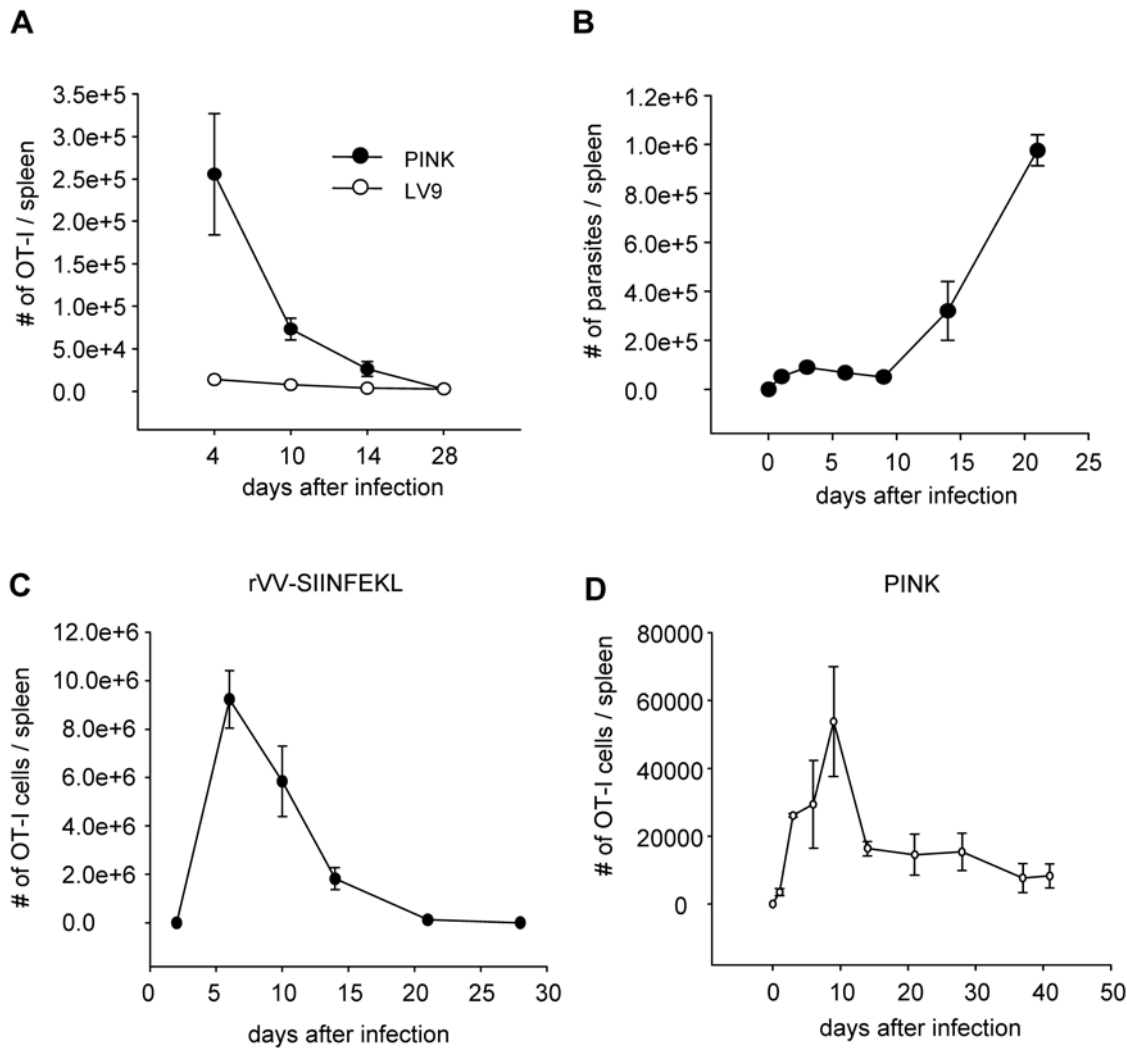 A
# of OT-I / spleen
3.5e+5
3.0e+5
2.5e+5
2.0e+5
1.5e+5
1.0e+5
5.0e+4
0.0
PINK
LV9
4 10 14 28
days after infection
B
# of parasites / spleen
1.2e+6
1.0e+6
8.0e+5
6.0e+5
4.0e+5
2.0e+5
0.0
0 5 10 15 20 25
days after infection
C
rVV-SIINFEKL
# of OT-I cells / spleen
12.0e+6
10.0e+6
8.0e+6
6.0e+6
4.0e+6
2.0e+6
0.0
0 5 10 15 20 25 30
days after infection
D
PINK
# of OT-I cells / spleen
80000
60000
40000
20000
0
0 10 20 30 40 50
days after infection